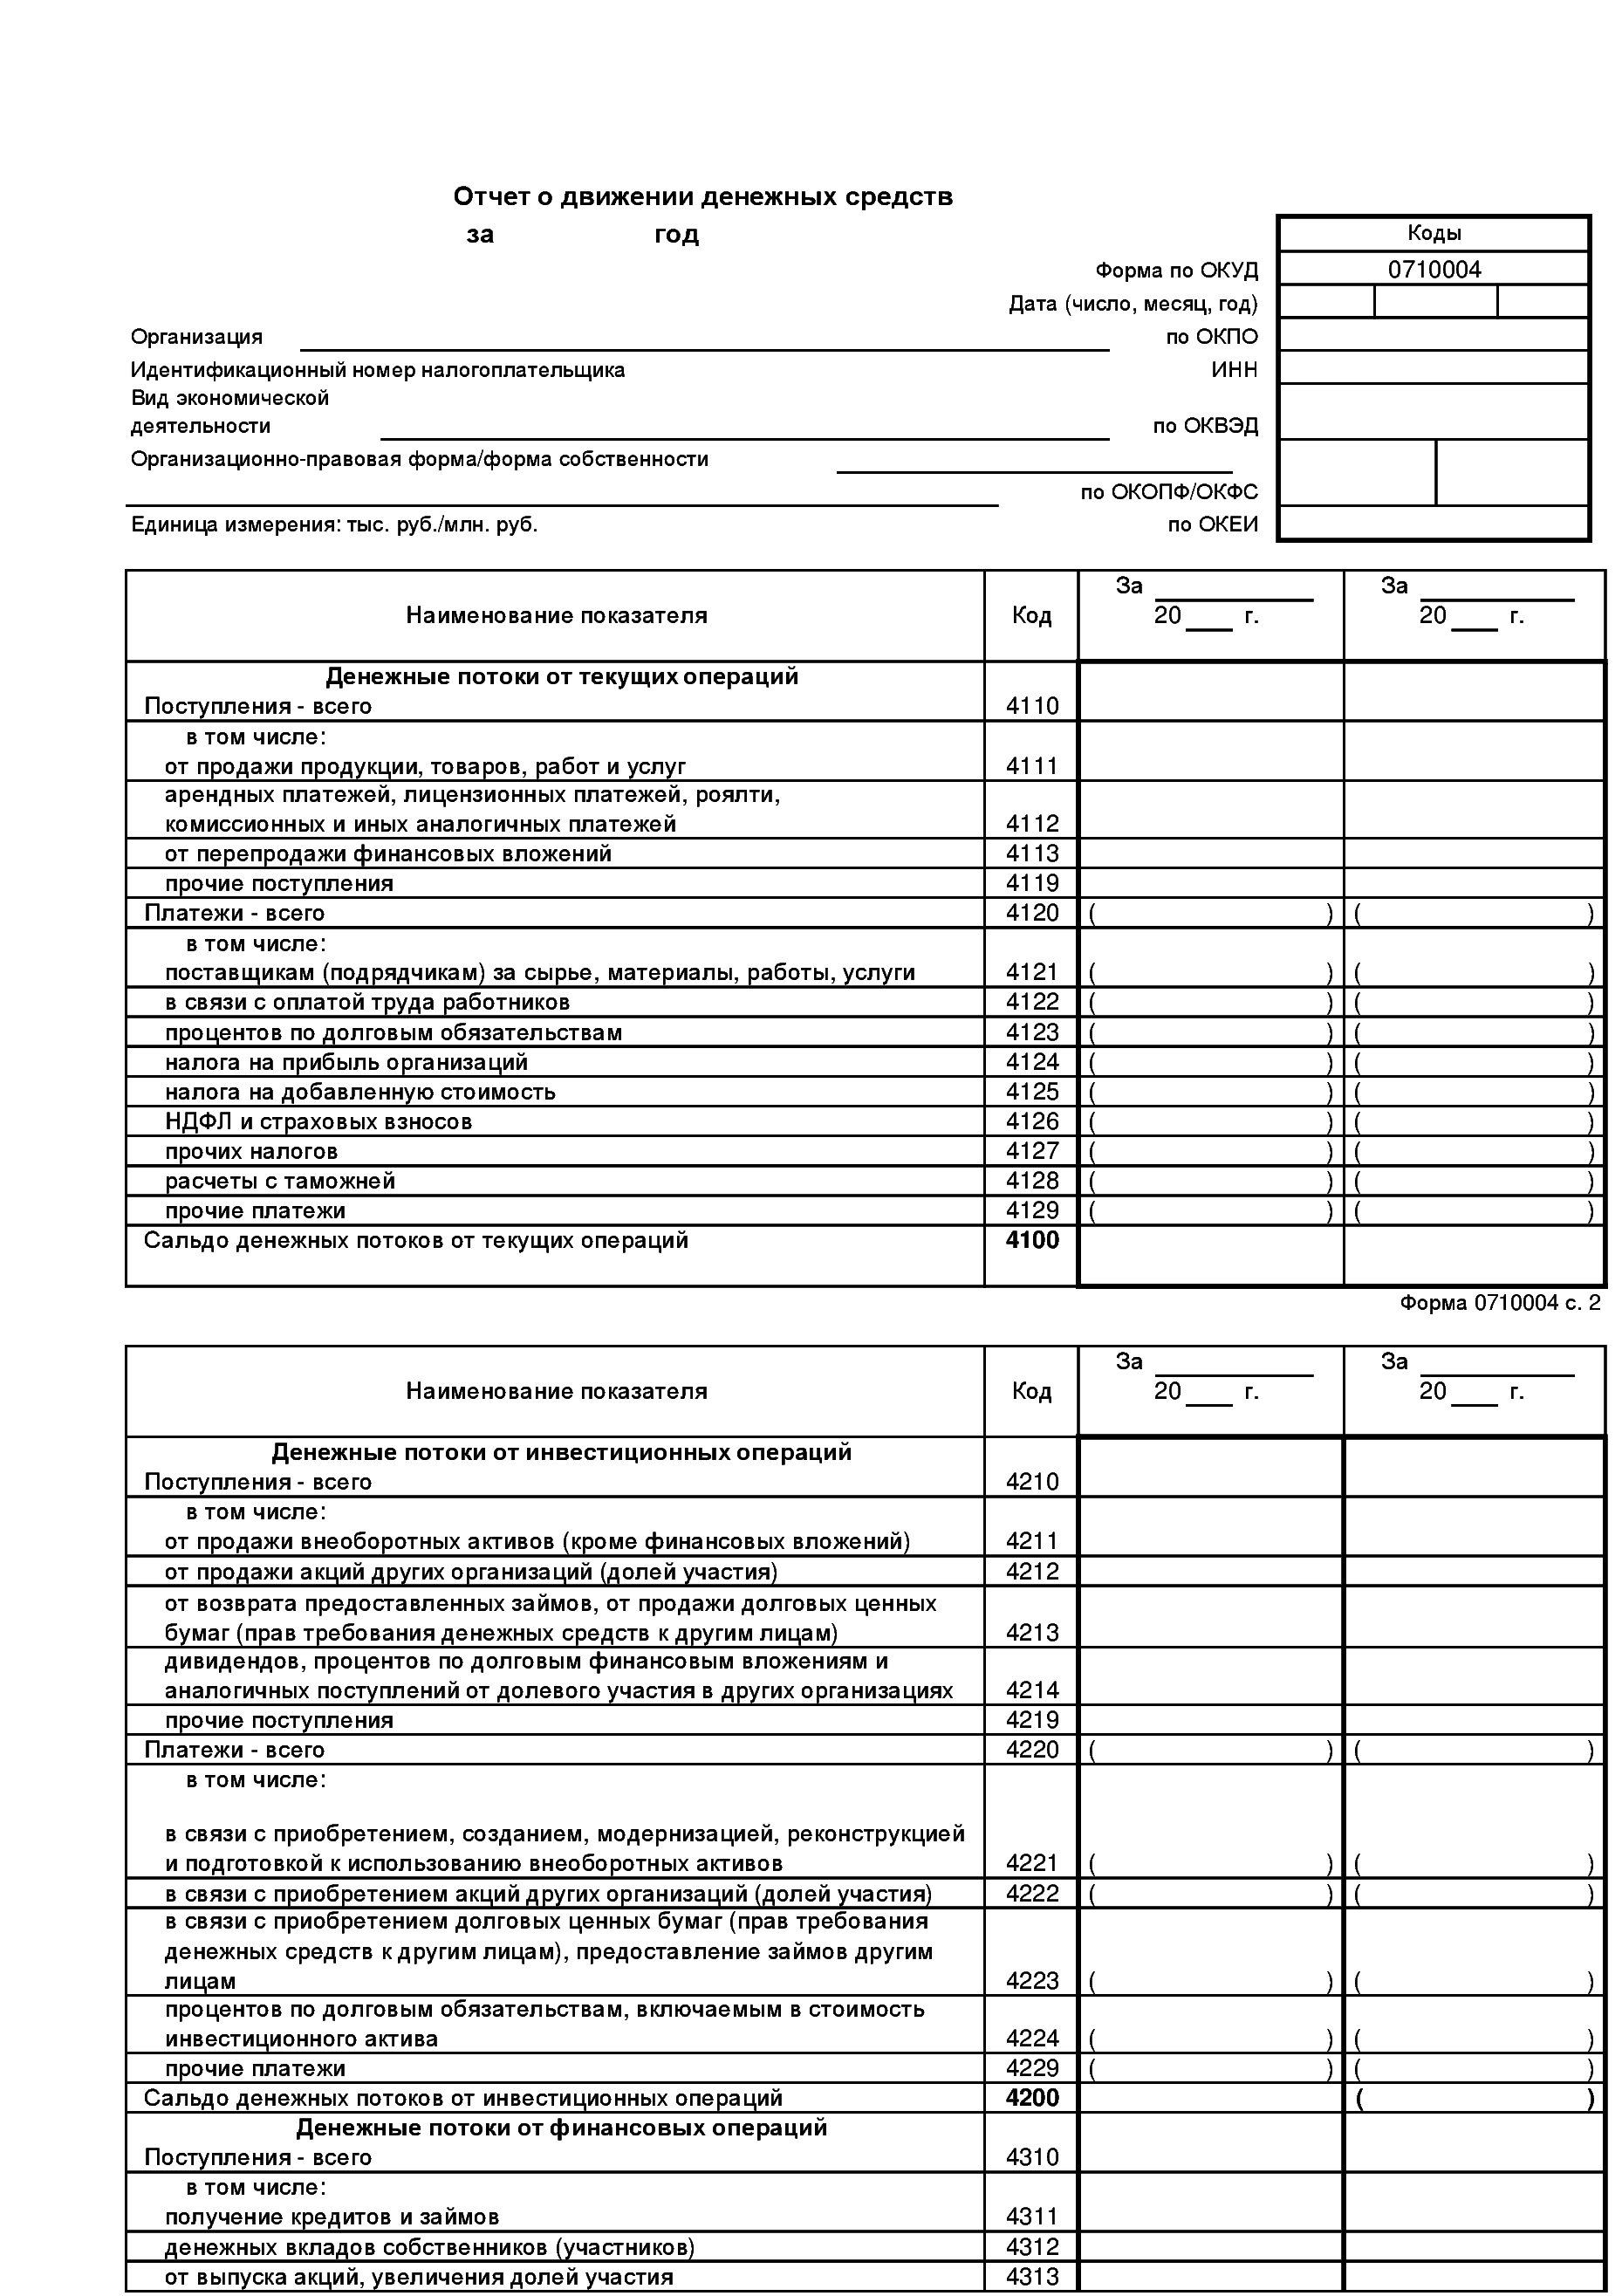 Отчет о движении денежных средств
за год
Коды
Форма по ОКУД 0710004
Дата (число, месяц, год)
Организация по ОКПО
Идентификационный номер налогоплательщика ИНН
Вид экономической
деятельности по ОКВЭД
Организационно-правовая форма/форма собственности
по ОКОПФ/ОКФС
Единица измерения: тыс. руб./млн. руб. по ОКЕИ
Наименование показателя Код За ____ 20 ____ г. За ____ 20 ____ г.
Денежные потоки от текущих операций
Поступления - всего 4110
в том числе:
от продажи продукции, товаров, работ и услуг 4111
арендных платежей, лицензионных платежей, роялти,
комиссионных и иных аналогичных платежей 4112
от перепродажи финансовых вложений 4113
прочие поступления 4119
Платежи - всего 4120 ( ) ( )
в том числе:
поставщикам (подрядчикам) за сырье, материалы, работы, услуги 4121 ( ) ( )
в связи с оплатой труда работников 4122 ( ) ( )
процентов по долговым обязательствам 4123 ( ) ( )
налога на прибыль организаций 4124 ( ) ( )
налога на добавленную стоимость 4125 ( ) ( )
НДФЛ и страховых взносов 4126 ( ) ( )
прочих налогов 4127 ( ) ( )
расчеты с таможней 4128 ( ) ( )
прочие платежи 4129 ( ) ( )
Сальдо денежных потоков от текущих операций 4100
Форма 0710004 с. 2
Наименование показателя Код За ____ 20 ____ г. За ____ 20 ____ г.
Денежные потоки от инвестиционных операций
Поступления - всего 4210
в том числе:
от продажи внеоборотных активов (кроме финансовых вложений) 4211
от продажи акций других организаций (долей участия) 4212
от возврата предоставленных займов, от продажи долговых ценных
бумаг (прав требования денежных средств к другим лицам) 4213
дивидендов, процентов по долговым финансовым вложениям и
аналогичных поступлений от долевого участия в других организациях 4214
прочие поступления 4219
Платежи - всего 4220 ( ) ( )
в том числе:
в связи с приобретением, созданием, модернизацией, реконструкцией
и подготовкой к использованию внеоборотных активов 4221 ( ) ( )
в связи с приобретением акций других организаций (долей участия) 4222 ( ) ( )
в связи с приобретением долговых ценных бумаг (прав требования
денежных средств к другим лицам), предоставление займов другим
лицам 4223 ( ) ( )
процентов по долговым обязательствам, включаемым в стоимость
инвестиционного актива 4224 ( ) ( )
прочие платежи 4229 ( ) ( )
Сальдо денежных потоков от инвестиционных операций 4200 ( )
Денежные потоки от финансовых операций
Поступления - всего 4310
в том числе:
получение кредитов и займов 4311
денежных вкладов собственников (участников) 4312
от выпуска акций, увеличения долей участия 4313